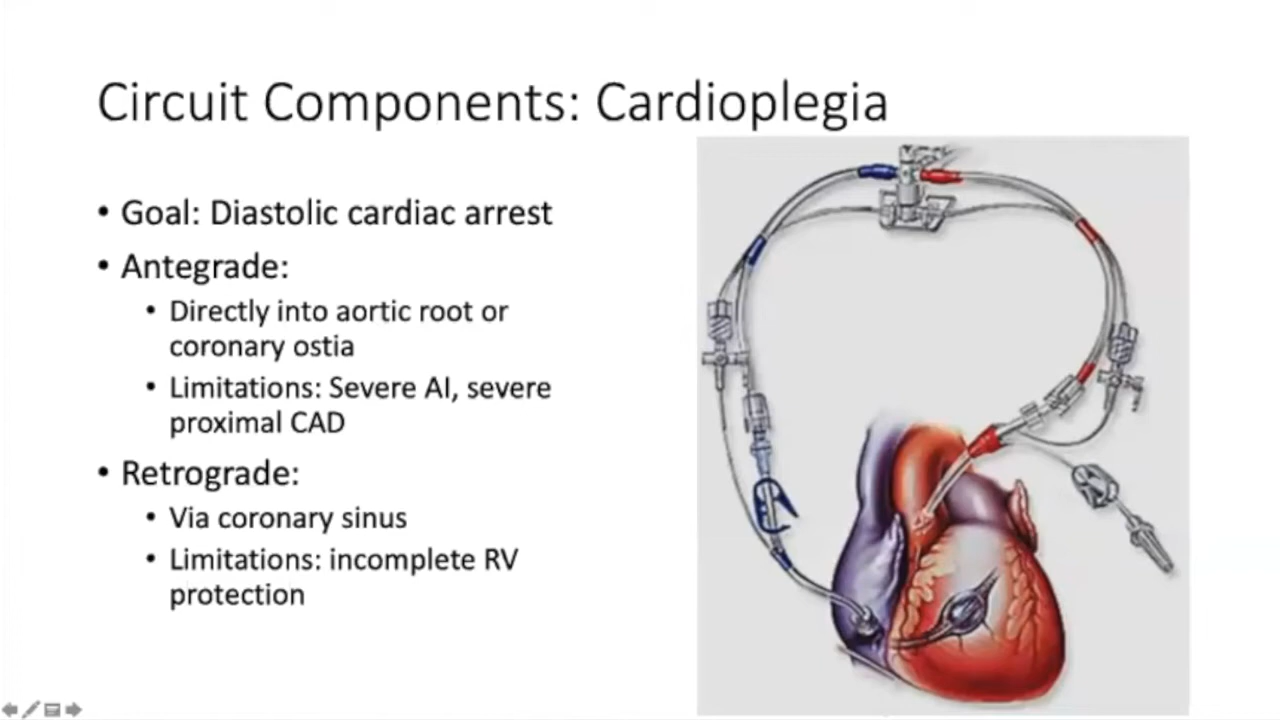 Circuit Components: Cardioplegia
• Goal: Diastolic cardiac arrest
• Antegrade:
• Directly into aortic root or
coronary ostia
• Limitations: Severe AI, severe
proximal CAD
• Retrograde:
• Via coronary sinus
• Limitations: incomplete RV
protection